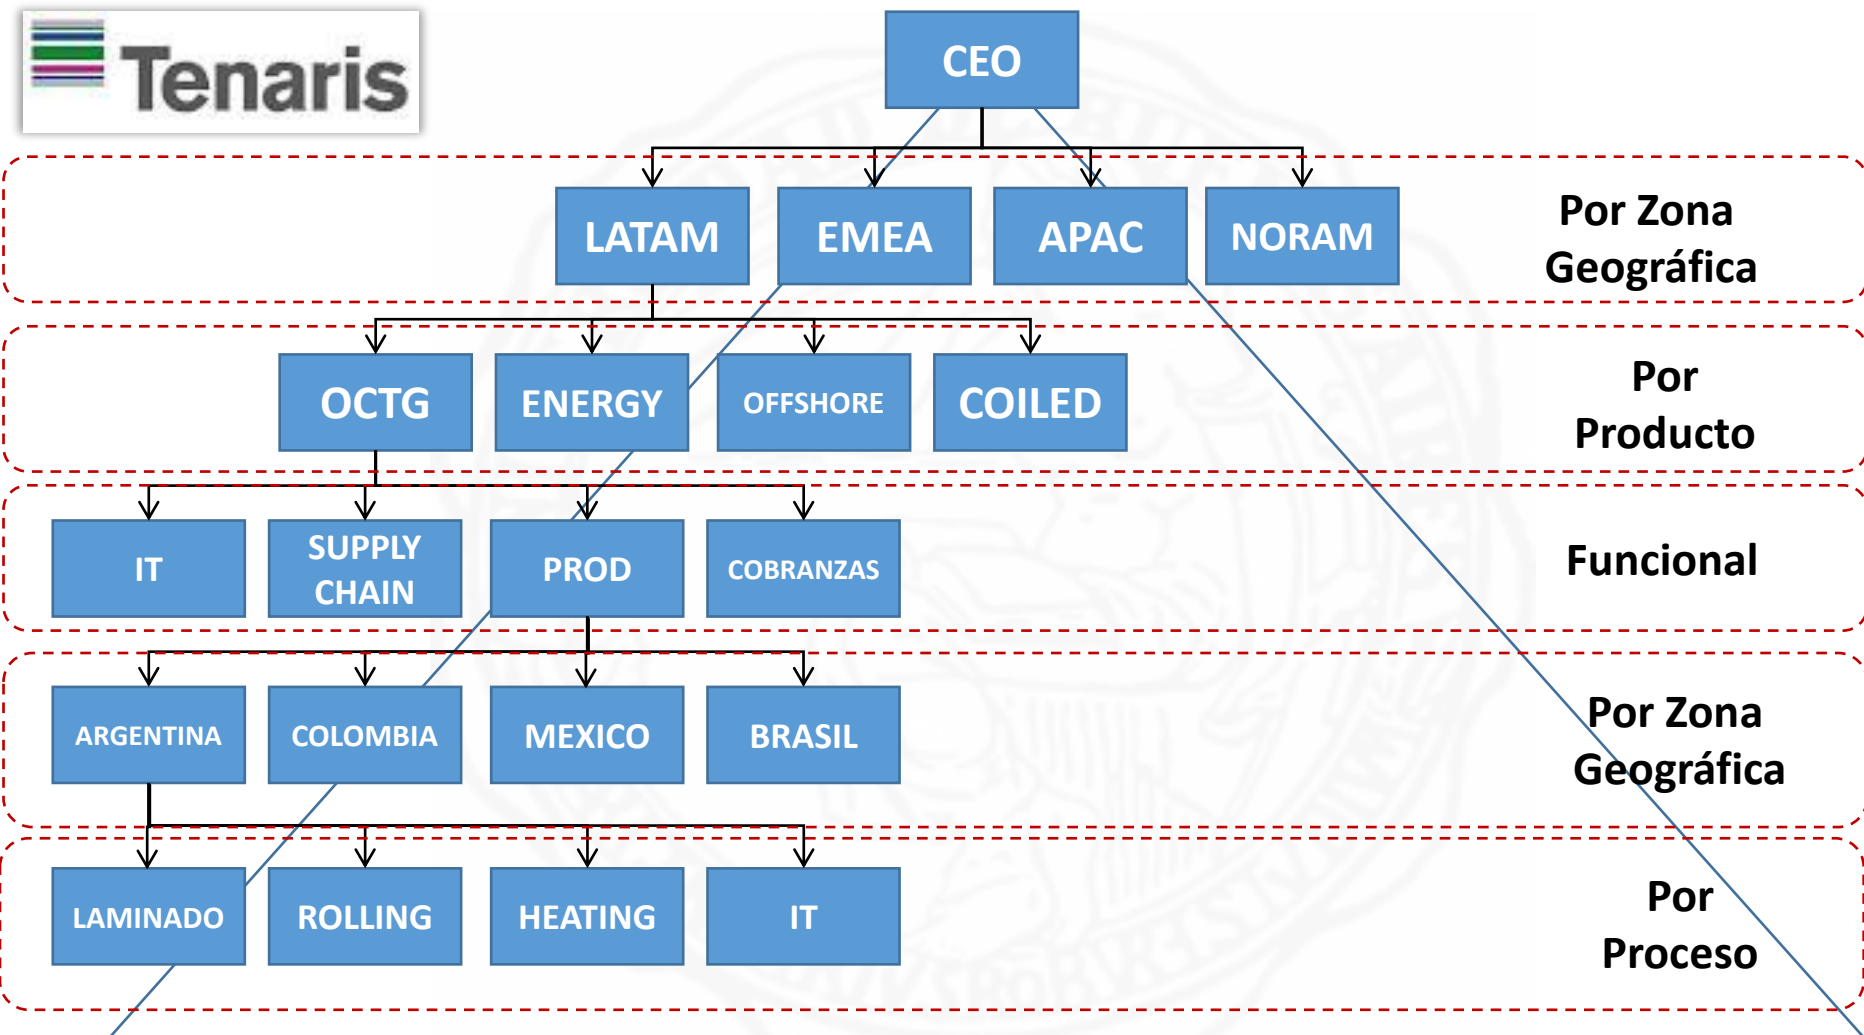 Tenaris
CEO
LATAM
EMEA
APAC
NORAM
Por Zona
Geográfica
OCTG
ENERGY
OFFSHORE
COILED
Por
Producto
IT
SUPPLY
CHAIN
PROD
COBRANZAS
Funcional
ARGENTINA
COLOMBIA
MEXICO
BRASIL
Por Zona
Geográfica
LAMINADO
ROLLING
HEATING
IT
Por
Proceso